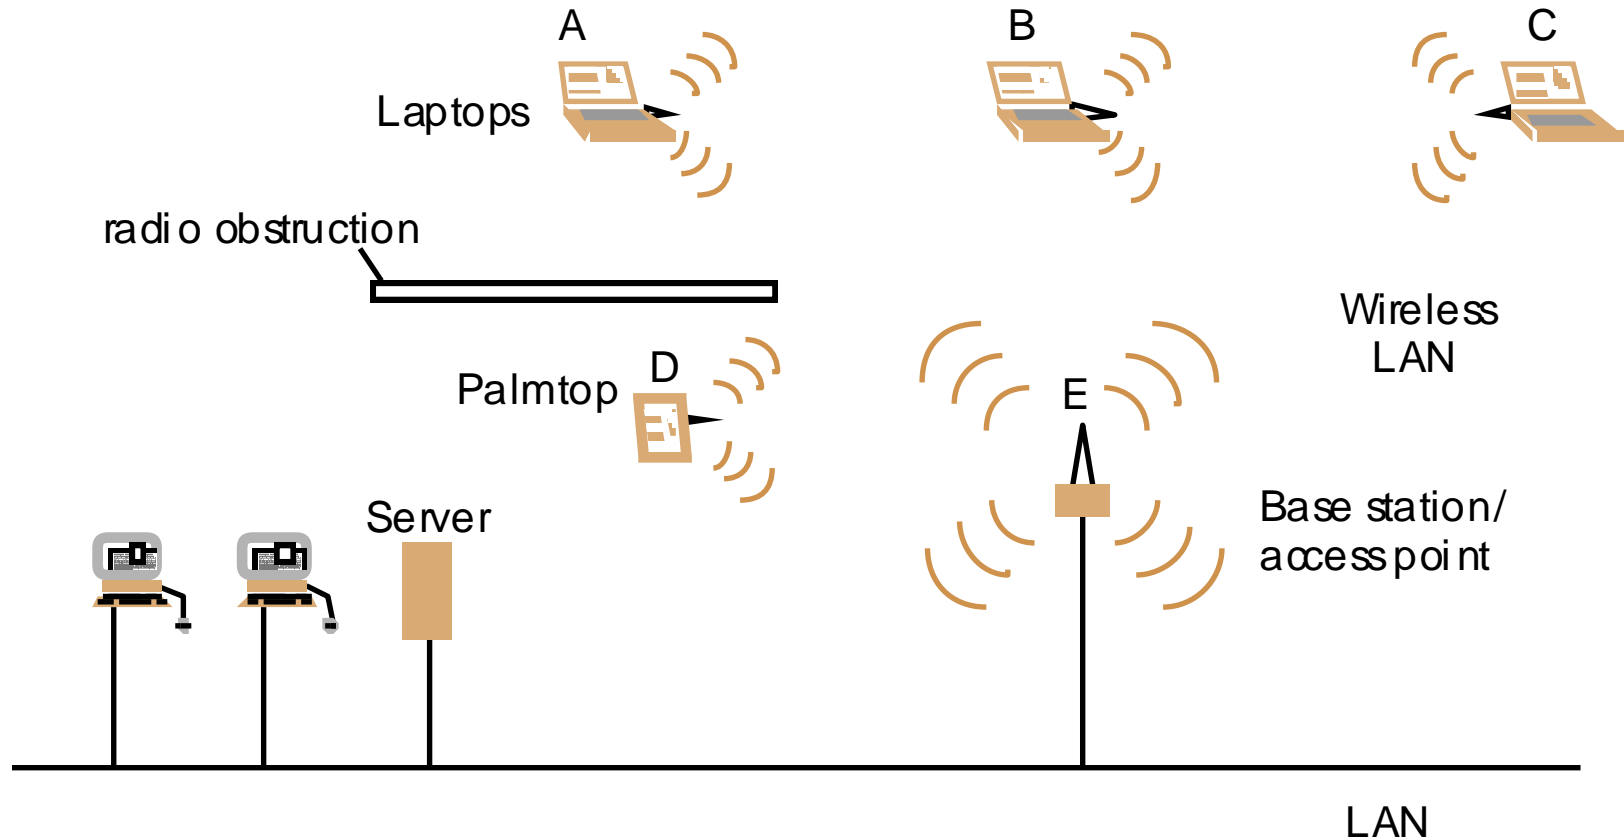 A
B
C
Laptops
radio obstruction
Wireless
LAN
D
Palmtop
E
Server
Base station/
access point
LAN